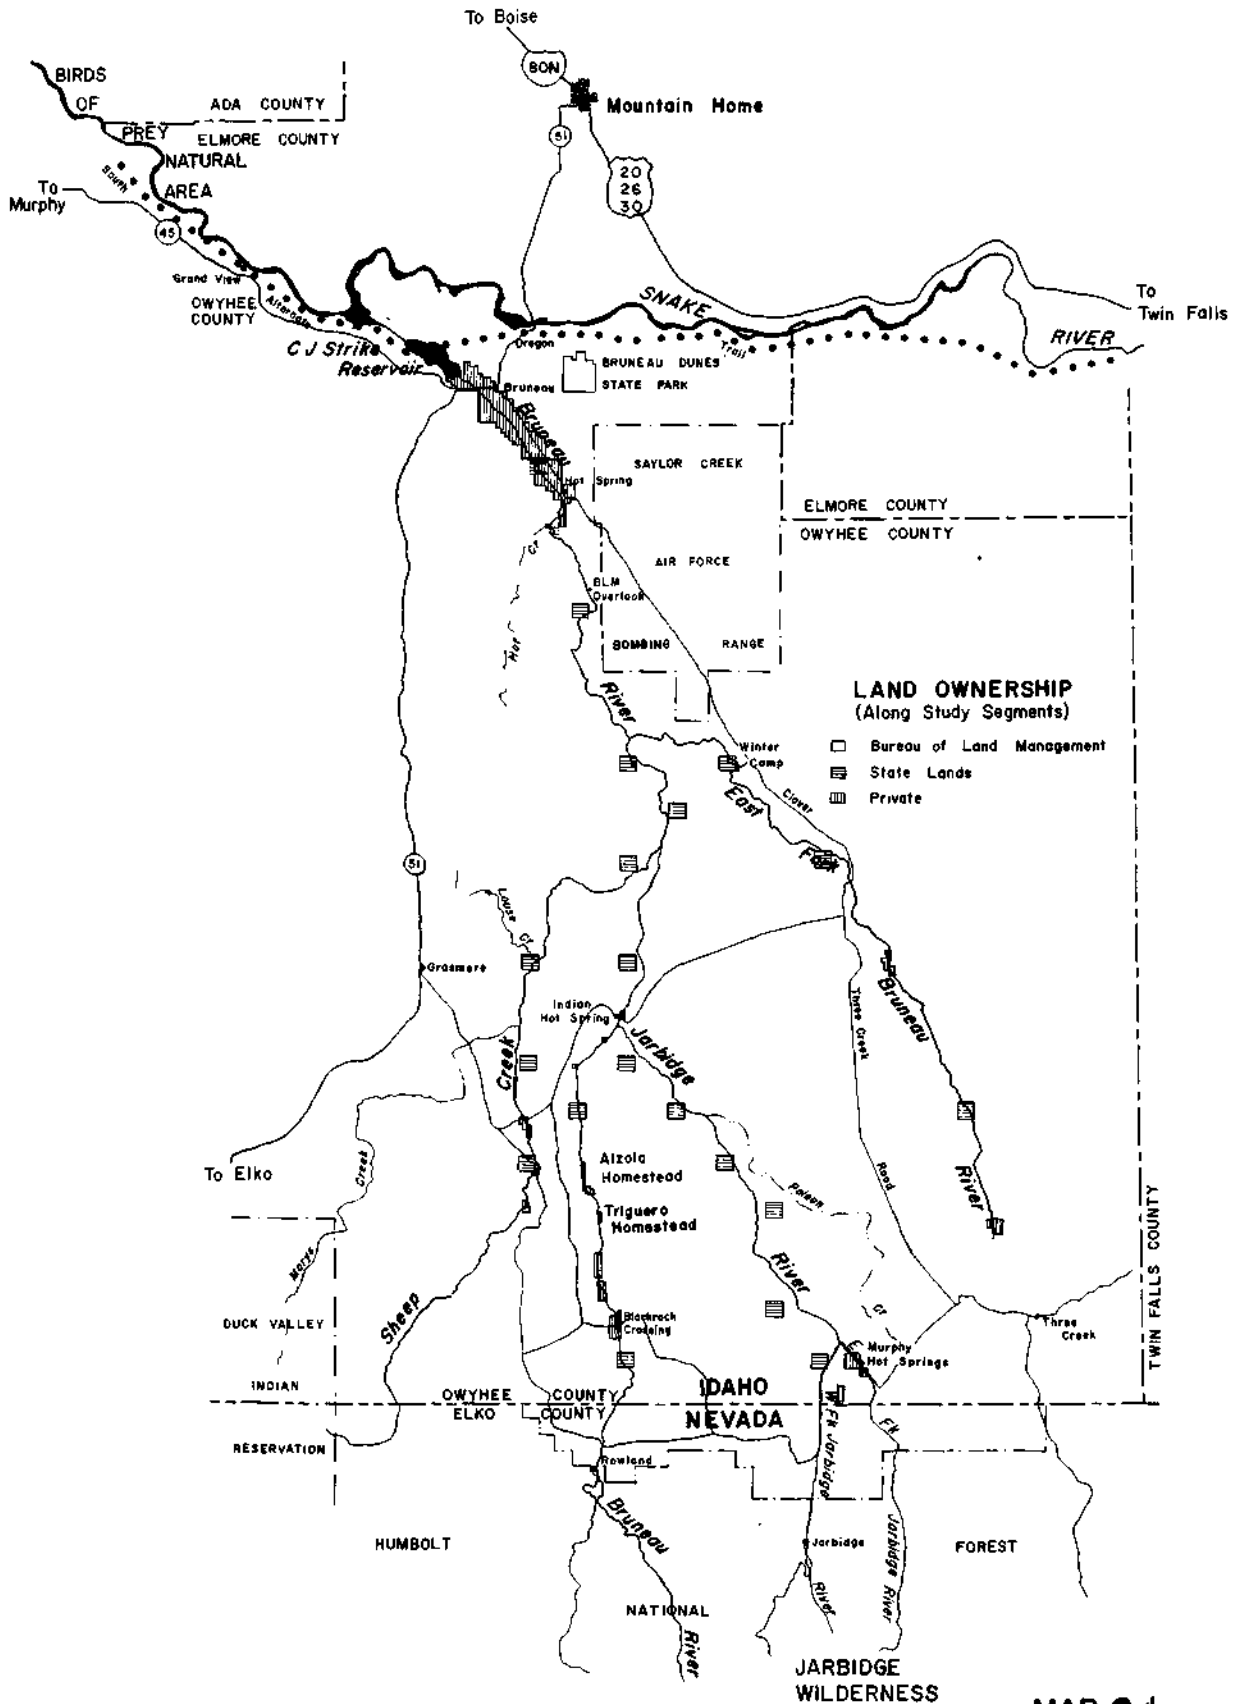 To Boise
80N
Mountain Home
BIRDS
OF
PREY
NATURAL
AREA
ADA COUNTY
ELMORE COUNTY
51
20
26
30
To
Murphy
South
45
Grand View
OWYHEE
COUNTY
Alternate
C J Strike
Reservoir
SNAKE
RIVER
To
Twin Falls
Oregon
Trail
BRUNEAU DUNES
STATE PARK
Bruneau
Bruneau
Hot Spring
SAYLOR CREEK
AIR FORCE
BOMBING RANGE
ELMORE COUNTY
OWYHEE COUNTY
Cr
Hot
BLM
Overlook
River
LAND OWNERSHIP
(Along Study Segments)
Bureau of Land Management
State Lands
Private
Winter
Camp
East
Fork
Clover
51
Louse
Cr
Grasmere
Indian
Hot Spring
Creek
Jarbidge
Three Creek
Bruneau
Road
River
To Elko
Creek
Marys
Alzola
Homestead
Triguero
Homestead
Poison
Cr
River
Sheep
Blackrock
Crossing
DUCK VALLEY
INDIAN
RESERVATION
Murphy
Hot Springs
Three
Creek
TWIN FALLS COUNTY
OWYHEE COUNTY
ELKO COUNTY
IDAHO
NEVADA
E
Fk
W Fk Jarbidge
Rowland
Bruneau
HUMBOLT
Jarbidge
Jarbidge River
FOREST
River
NATIONAL
River
JARBIDGE
WILDERNESS